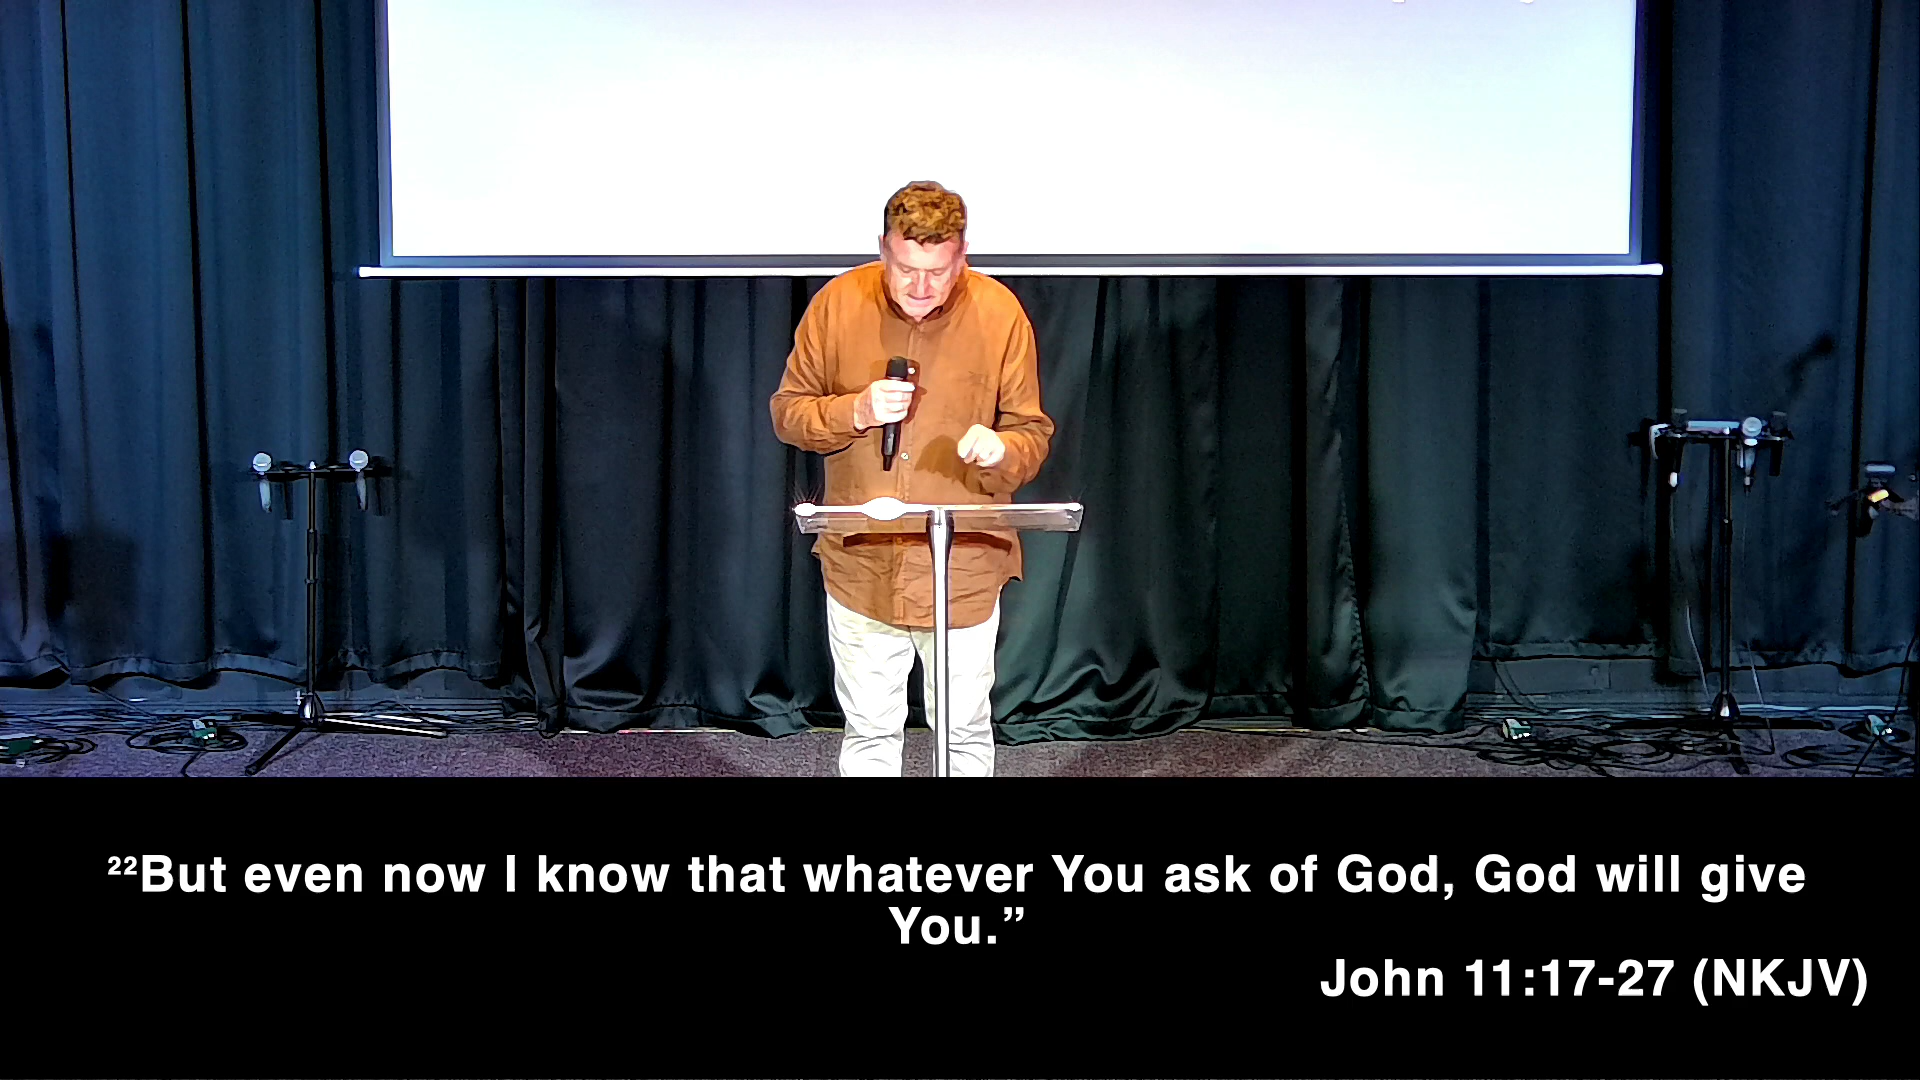 ²²But even now I know that whatever You ask of God, God will give
You.”
John 11:17-27 (NKJV)